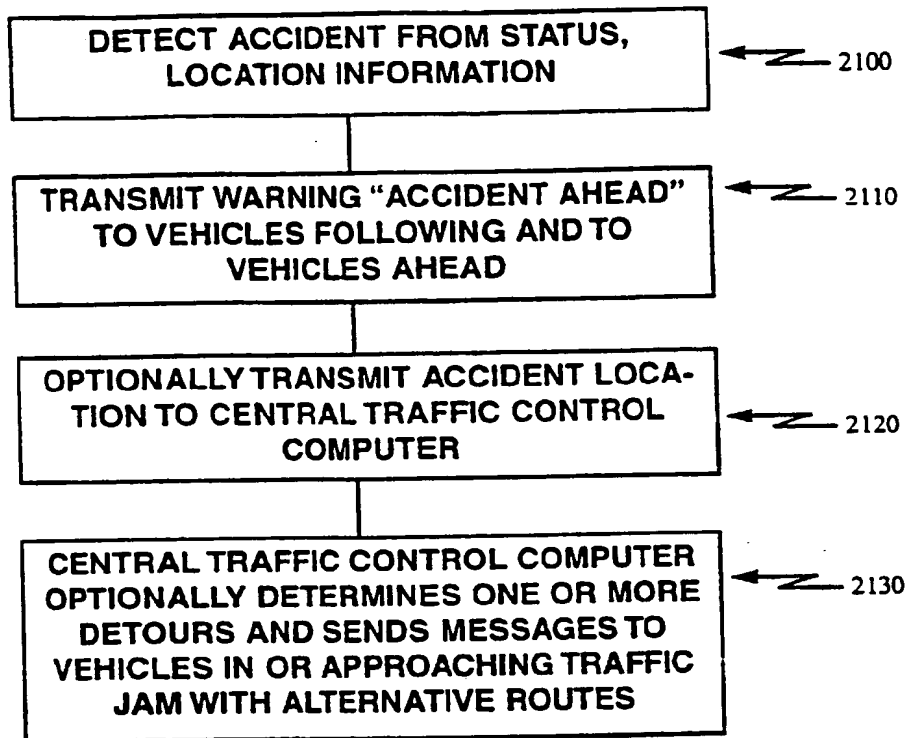 DETECT ACCIDENT FROM STATUS,
LOCATION INFORMATION
2100
TRANSMIT WARNING “ACCIDENT AHEAD”
TO VEHICLES FOLLOWING AND TO
VEHICLES AHEAD
2110
OPTIONALLY TRANSMIT ACCIDENT LOCA-
TION TO CENTRAL TRAFFIC CONTROL
COMPUTER
2120
CENTRAL TRAFFIC CONTROL COMPUTER
OPTIONALLY DETERMINES ONE OR MORE
DETOURS AND SENDS MESSAGES TO
VEHICLES IN OR APPROACHING TRAFFIC
JAM WITH ALTERNATIVE ROUTES
2130